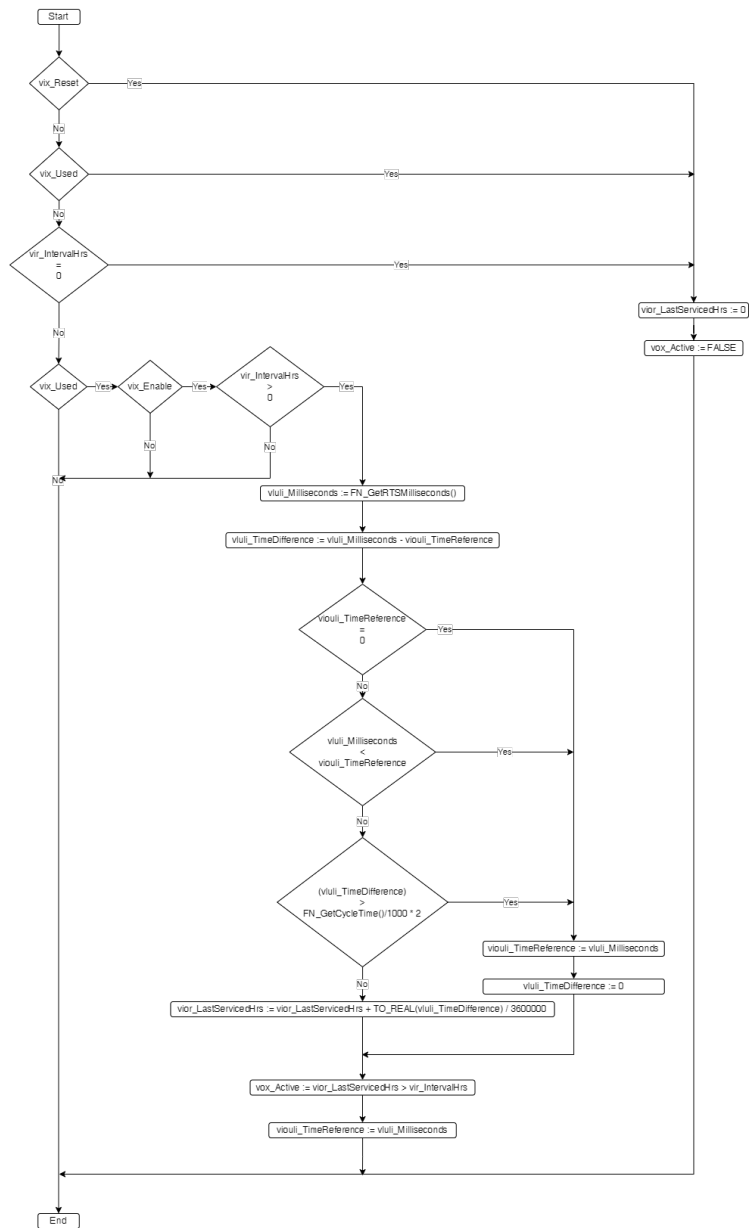 Start
vix_Reset
Yes
No
vix_Used
Yes
No
vir_IntervalHrs
=
0
Yes
No
vior_LastServicedHrs := 0
vox_Active := FALSE
vix_Used
Yes
vix_Enable
Yes
vir_IntervalHrs
>
0
Yes
No
No
No
vluli_Milliseconds := FN_GetRTSMilliseconds()
vluli_TimeDifference := vluli_Milliseconds - viouli_TimeReference
viouli_TimeReference
=
0
Yes
No
vluli_Milliseconds
<
viouli_TimeReference
Yes
No
(vluli_TimeDifference)
>
FN_GetCycleTime()/1000 * 2
Yes
No
viouli_TimeReference := vluli_Milliseconds
vluli_TimeDifference := 0
vior_LastServicedHrs := vior_LastServicedHrs + TO_REAL(vluli_TimeDifference) / 3600000
vox_Active := vior_LastServicedHrs > vir_IntervalHrs
viouli_TimeReference := vluli_Milliseconds
End